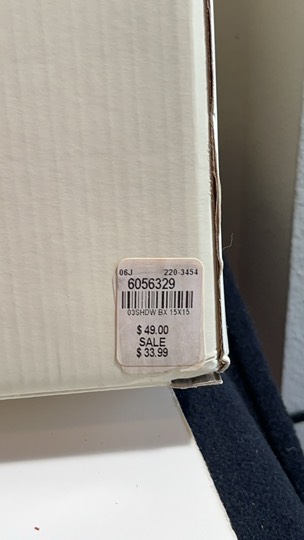 06J 220-3454
6056329
03SHDW BX 15X15
$ 49.00
SALE
$ 33.99